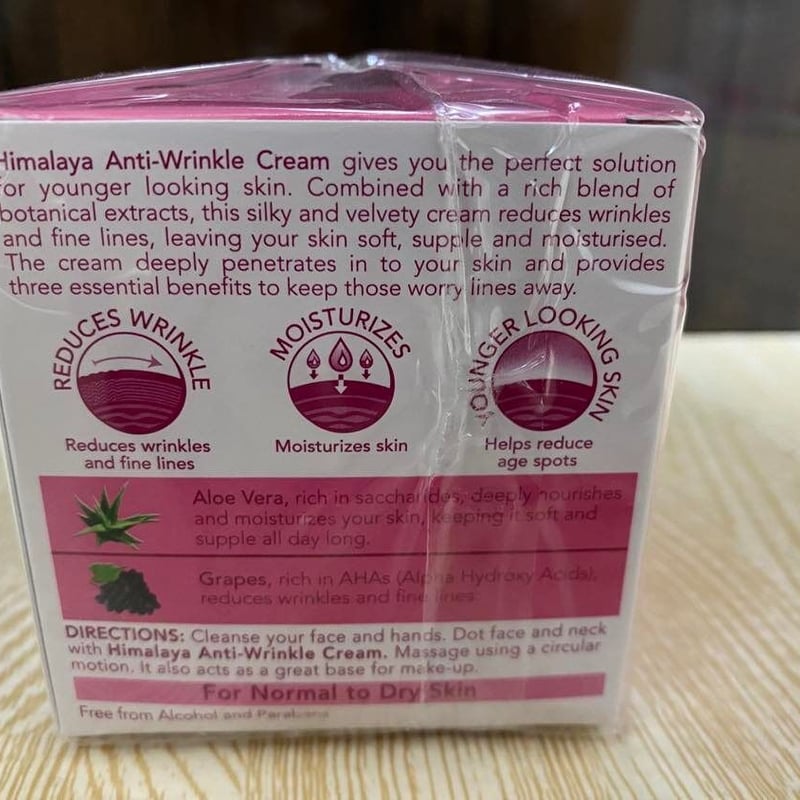 Himalaya Anti-Wrinkle Cream gives you the perfect solution
for younger looking skin. Combined with a rich blend of
botanical extracts, this silky and velvety cream reduces wrinkles
and fine lines, leaving your skin soft, supple and moisturised.
The cream deeply penetrates in to your skin and provides
three essential benefits to keep those worry lines away.
REDUCES WRINKLE
MOISTURIZES
YOUNGER LOOKING SKIN
Reduces wrinkles
and fine lines
Moisturizes skin
Helps reduce
age spots
Aloe Vera, rich in saccharides, deeply nourishes
and moisturizes your skin, keeping it soft and
supple all day long.
Grapes, rich in AHAs (Alpha Hydroxy Acids),
reduces wrinkles and fine lines.
DIRECTIONS: Cleanse your face and hands. Dot face and neck
with Himalaya Anti-Wrinkle Cream. Massage using a circular
motion. It also acts as a great base for make-up.
For Normal to Dry Skin
Free from Alcohol and Parabens